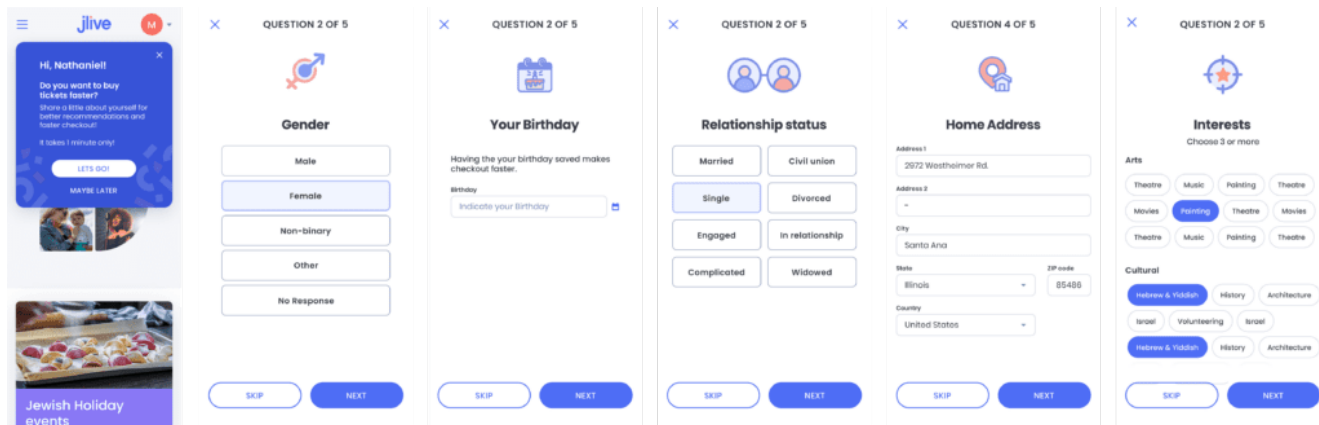 jlive
M
Hi, Nathaniel!
Do you want to buy
tickets faster?
Share a little about yourself for
better recommendations and
faster checkout!
It takes 1 minute only!
LETS GO!
MAYBE LATER
Jewish Holiday
events
QUESTION 2 OF 5
Gender
Male
Female
Non-binary
Other
No Response
SKIP
NEXT
QUESTION 2 OF 5
Your Birthday
Having the your birthday saved makes
checkout faster.
Birthday
Indicate your Birthday
SKIP
NEXT
QUESTION 2 OF 5
Relationship status
Married
Civil union
Single
Divorced
Engaged
In relationship
Complicated
Widowed
SKIP
NEXT
QUESTION 4 OF 5
Home Address
Address 1
2972 Westheimer Rd.
Address 2
-
City
Santa Ana
State
ZIP code
Illinois
85486
Country
United States
SKIP
NEXT
QUESTION 2 OF 5
Interests
Choose 3 or more
Arts
Theatre Music Painting Theatre
Movies Painting Theatre Movies
Theatre Music Painting Theatre
Cultural
Hebrew & Yiddish History Architecture
Israel Volunteering Israel
Hebrew & Yiddish History Architecture
SKIP
NEXT